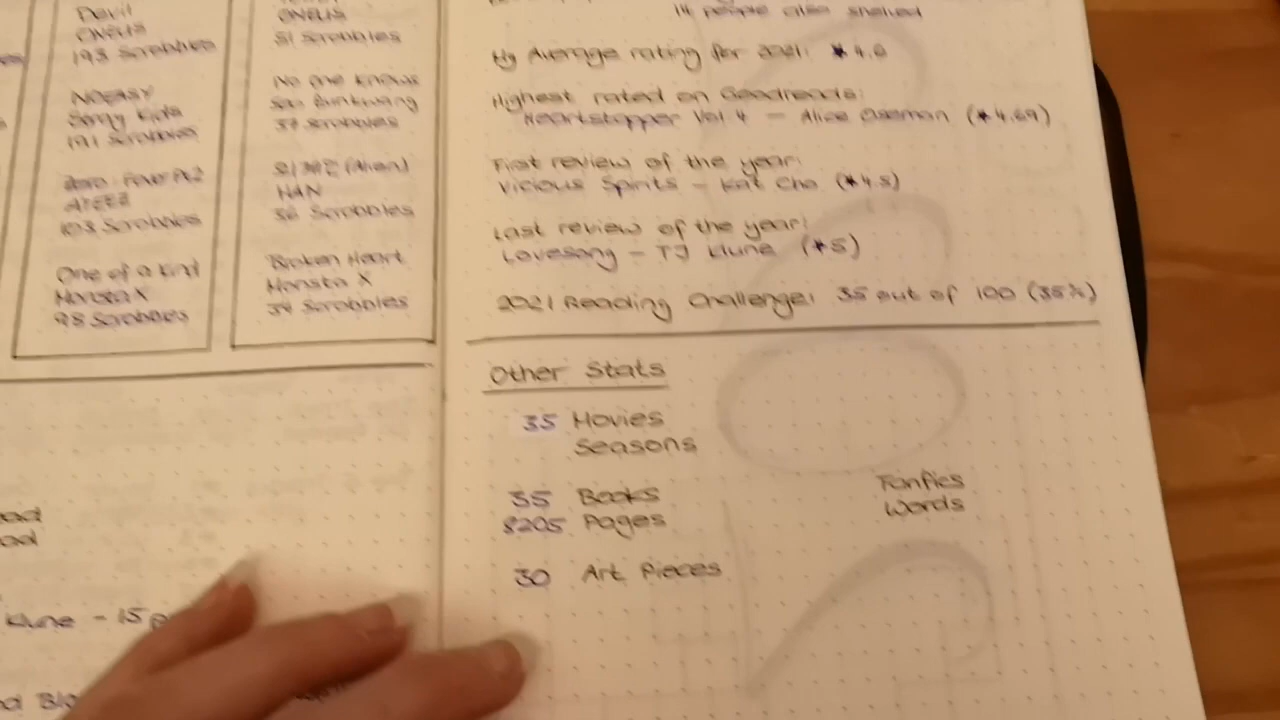 Devil
ONEUS
193 Scrobbles
NOEASY
Stray Kids
191 Scrobbles
Zero: Fever Pt.2
ATEEZ
103 Scrobbles
One of a kind
Monsta X
98 Scrobbles
ONEUS
51 Scrobbles
No one knows
37 Scrobbles
HAN
36 Scrobbles
Broken Heart
Monsta X
34 Scrobbles
Klune - 15
14 people also shelved
My Average rating for 2021: ★4.0
Highest rated on Goodreads:
Heartstopper Vol 4 - Alice Oseman (★4.69)
First review of the year:
Vicious Spirits - Kat Cho (★4.5)
Last review of the year:
Lovesong - TJ Klune (★5)
2021 Reading Challenge: 35 out of 100 (35%)
Other Stats
35 Movies
Seasons
35 Books
8205 Pages
30 Art Pieces
Fanfics
Words